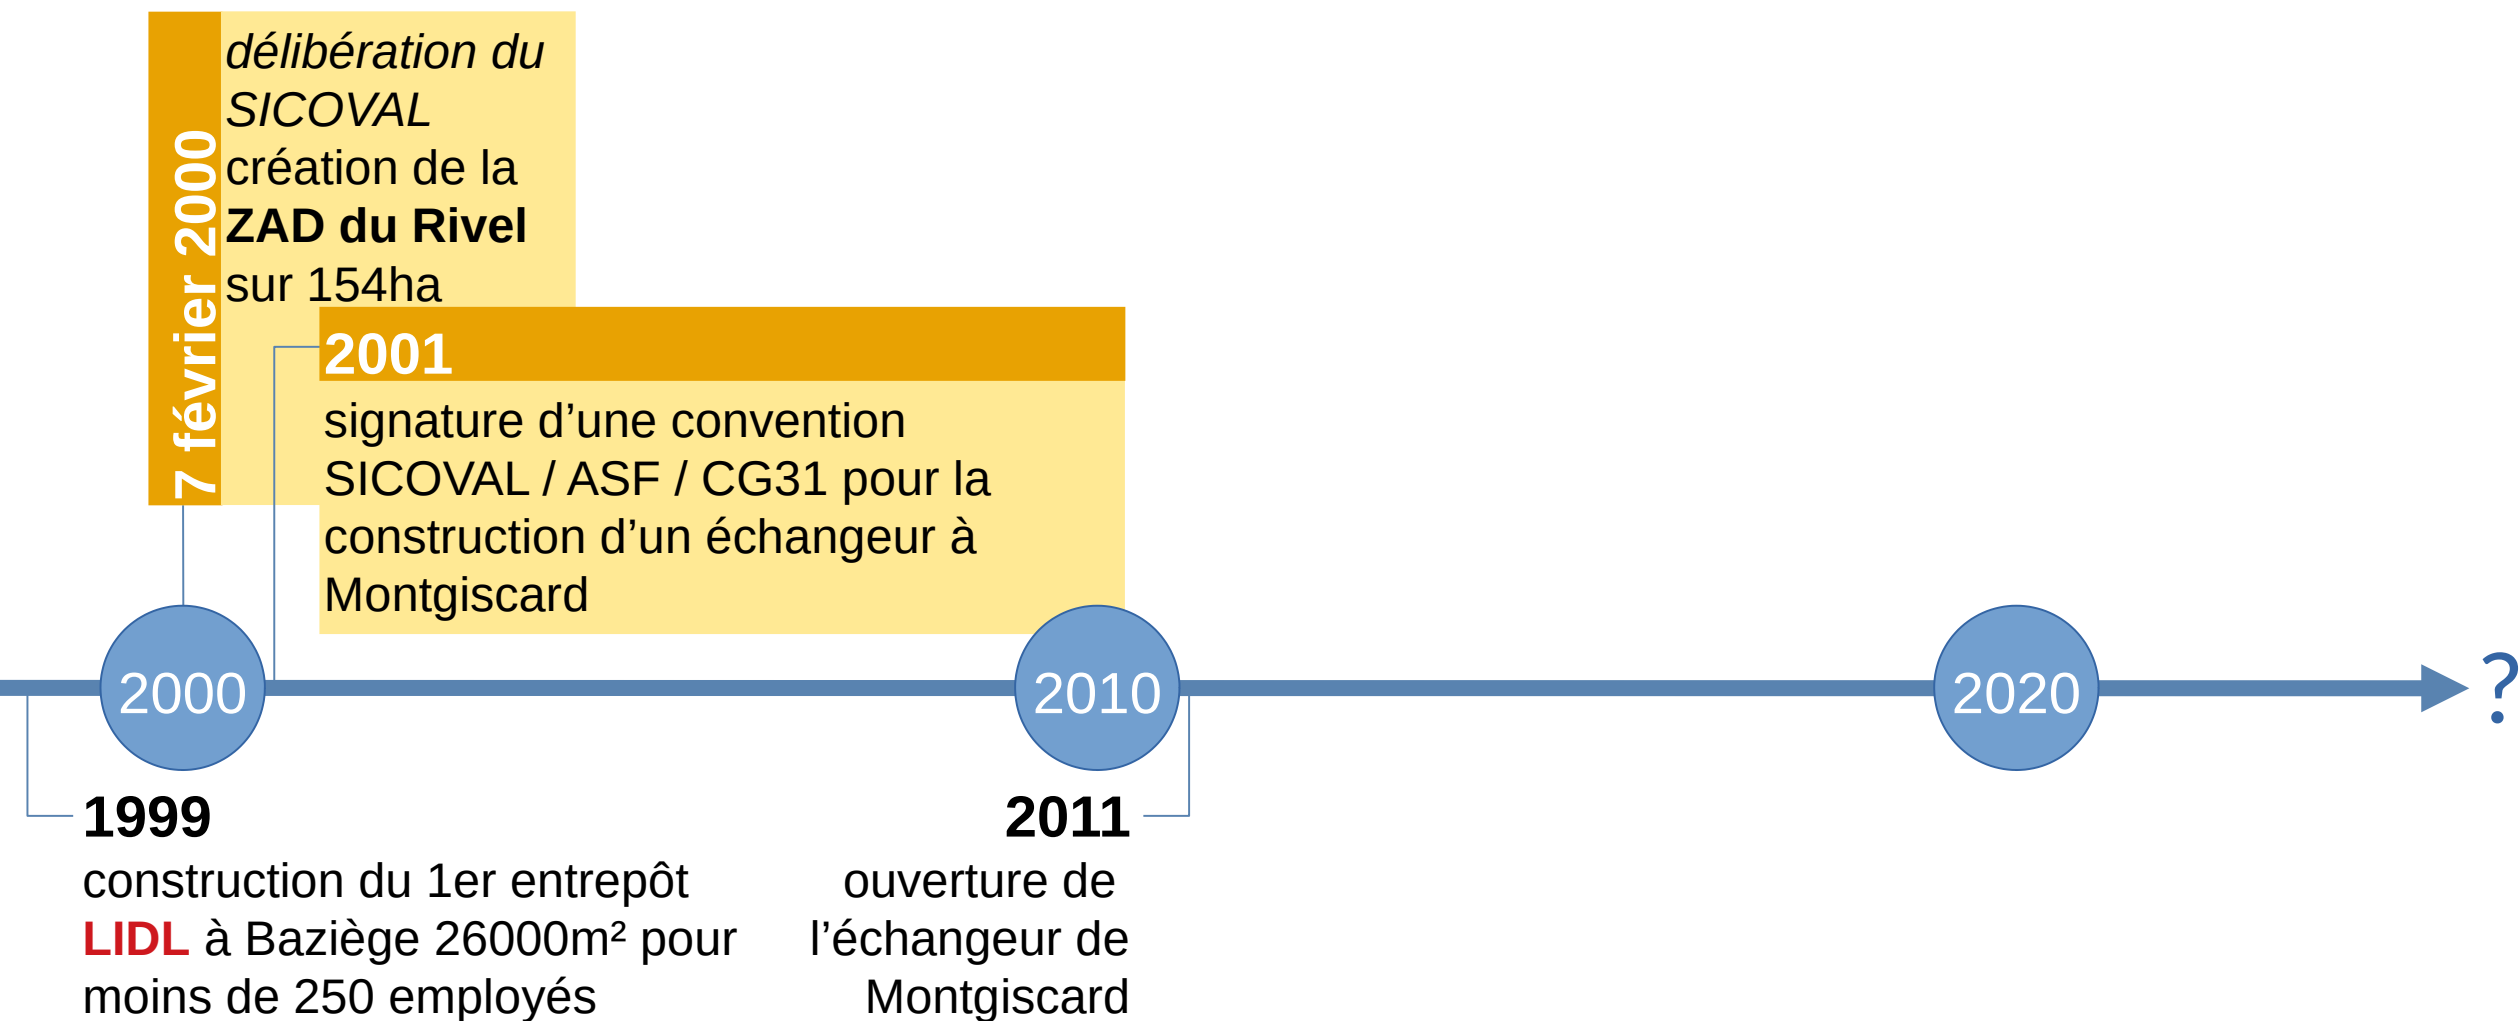 7 février 2000
délibération du
SICOVAL
création de la
ZAD du Rivel
sur 154ha
2001
signature d’une convention
SICOVAL / ASF / CG31 pour la
construction d’un échangeur à
Montgiscard
2000
2010
2020
?
1999
construction du 1er entrepôt
LIDL à Baziège 26000m² pour
moins de 250 employés
2011
ouverture de
l’échangeur de
Montgiscard